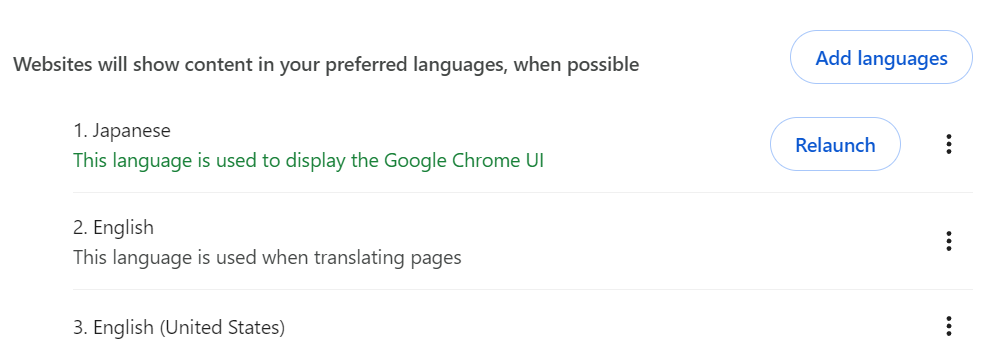 Websites will show content in your preferred languages, when possible
Add languages
1. Japanese
This language is used to display the Google Chrome UI
Relaunch
2. English
This language is used when translating pages
3. English (United States)